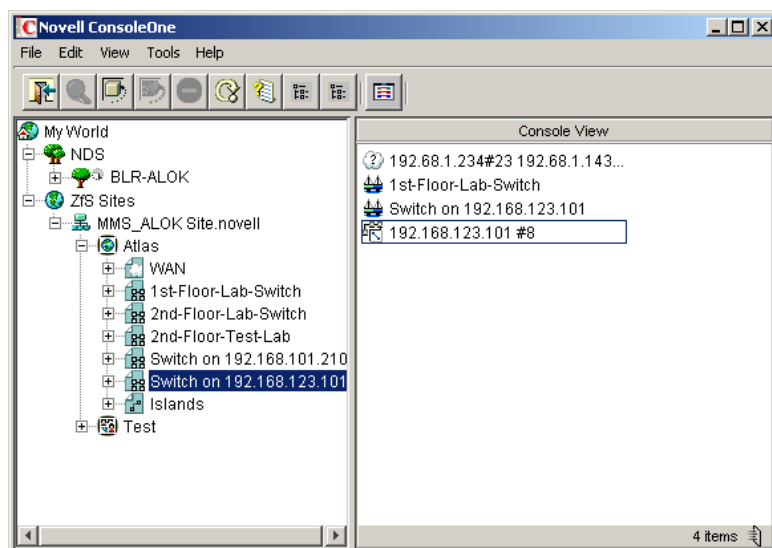 Novell ConsoleOne
File Edit View Tools Help
My World
NDS
BLR-ALOK
ZfS Sites
MMS_ALOK Site.novell
Atlas
WAN
1st-Floor-Lab-Switch
2nd-Floor-Lab-Switch
2nd-Floor-Test-Lab
Switch on 192.168.101.210
Switch on 192.168.123.101
Islands
Test
Console View
192.68.1.234#23 192.68.1.143...
1st-Floor-Lab-Switch
Switch on 192.168.123.101
192.168.123.101 #8
4 items